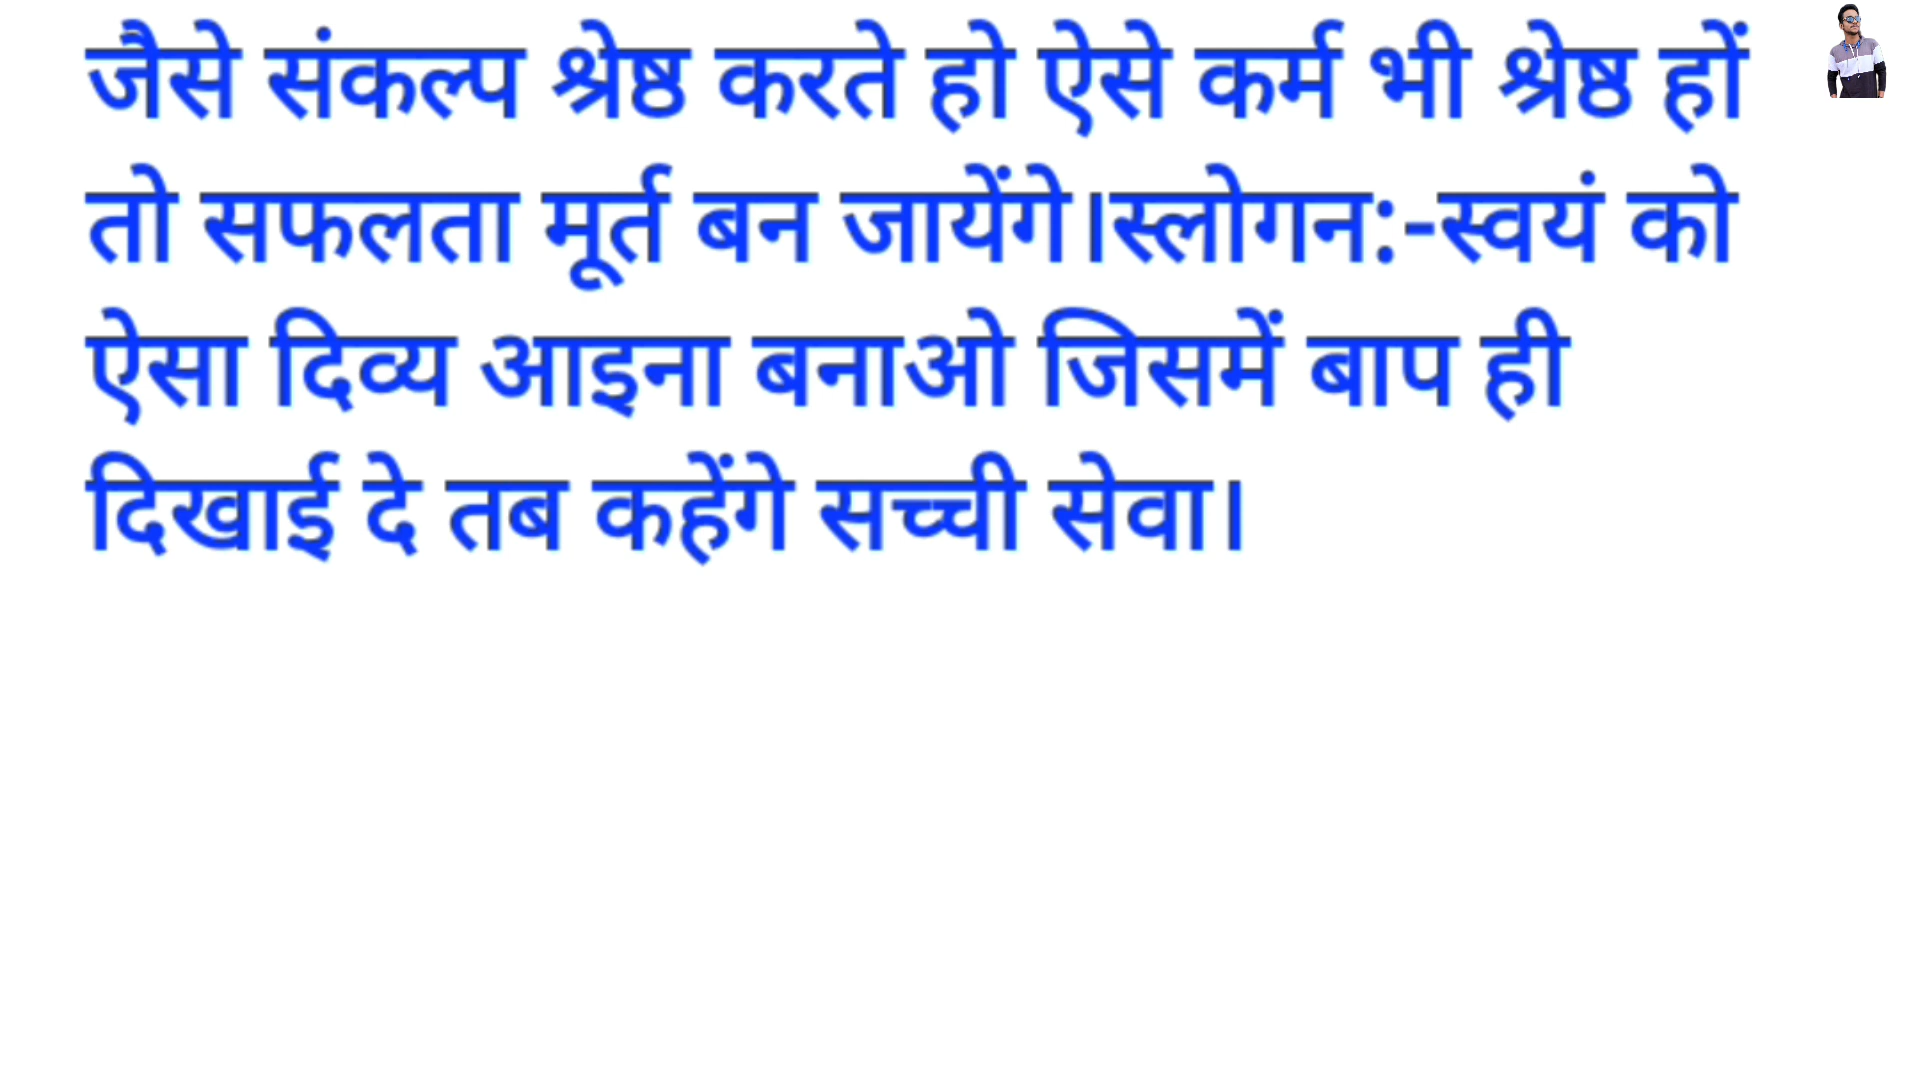 जैसे संकल्प श्रेष्ठ करते हो ऐसे कर्म भी श्रेष्ठ हों
तो सफलता मूर्त बन जायेंगे।स्लोगन:-स्वयं को
ऐसा दिव्य आइना बनाओ जिसमें बाप ही
दिखाई दे तब कहेंगे सच्ची सेवा।